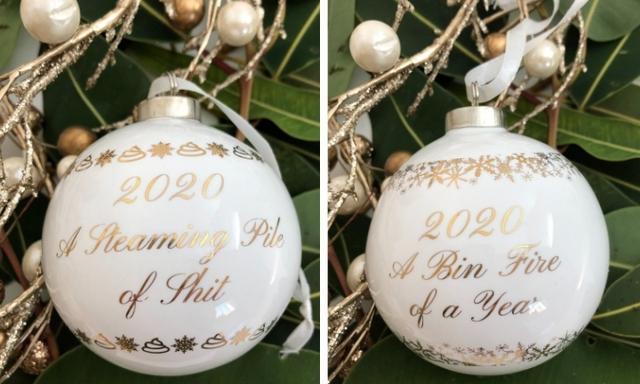 2020
A Steaming Pile
of Shit
2020
A Bin Fire
of a Year